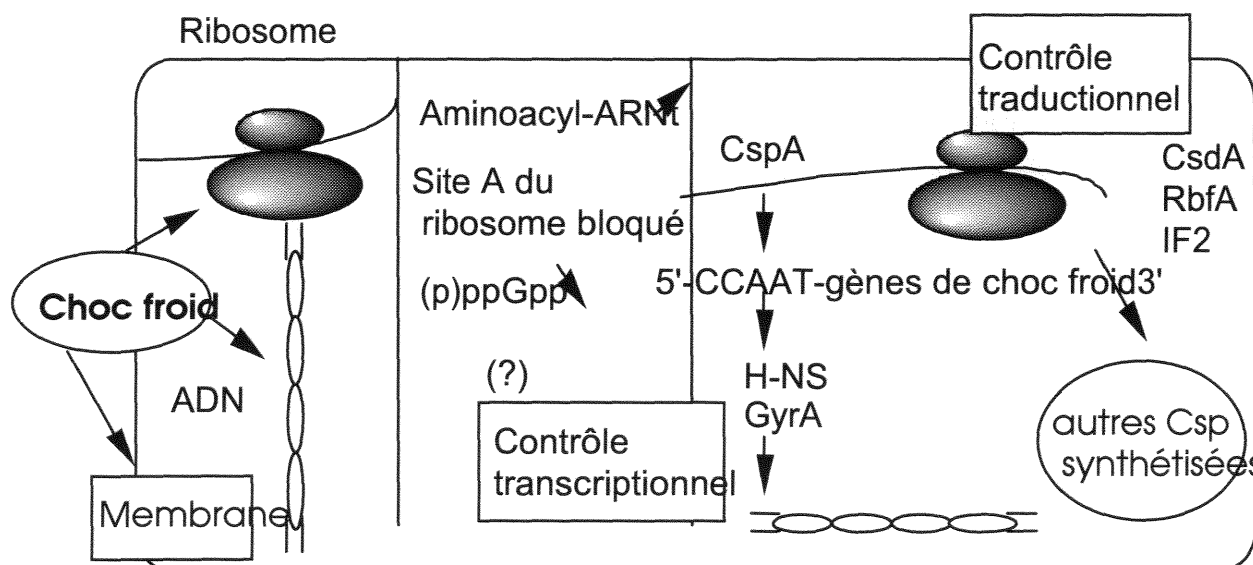 Ribosome
Contrôle
traductionnel
Aminoacyl-ARNt
CspA
CsdA
RbfA
IF2
Site A du
ribosome bloqué
(p)ppGpp
5'-CCAAT-gènes de choc froid3'
Choc froid
(?)
H-NS
GyrA
ADN
Contrôle
transcriptionnel
autres Csp
synthétisées
Membrane